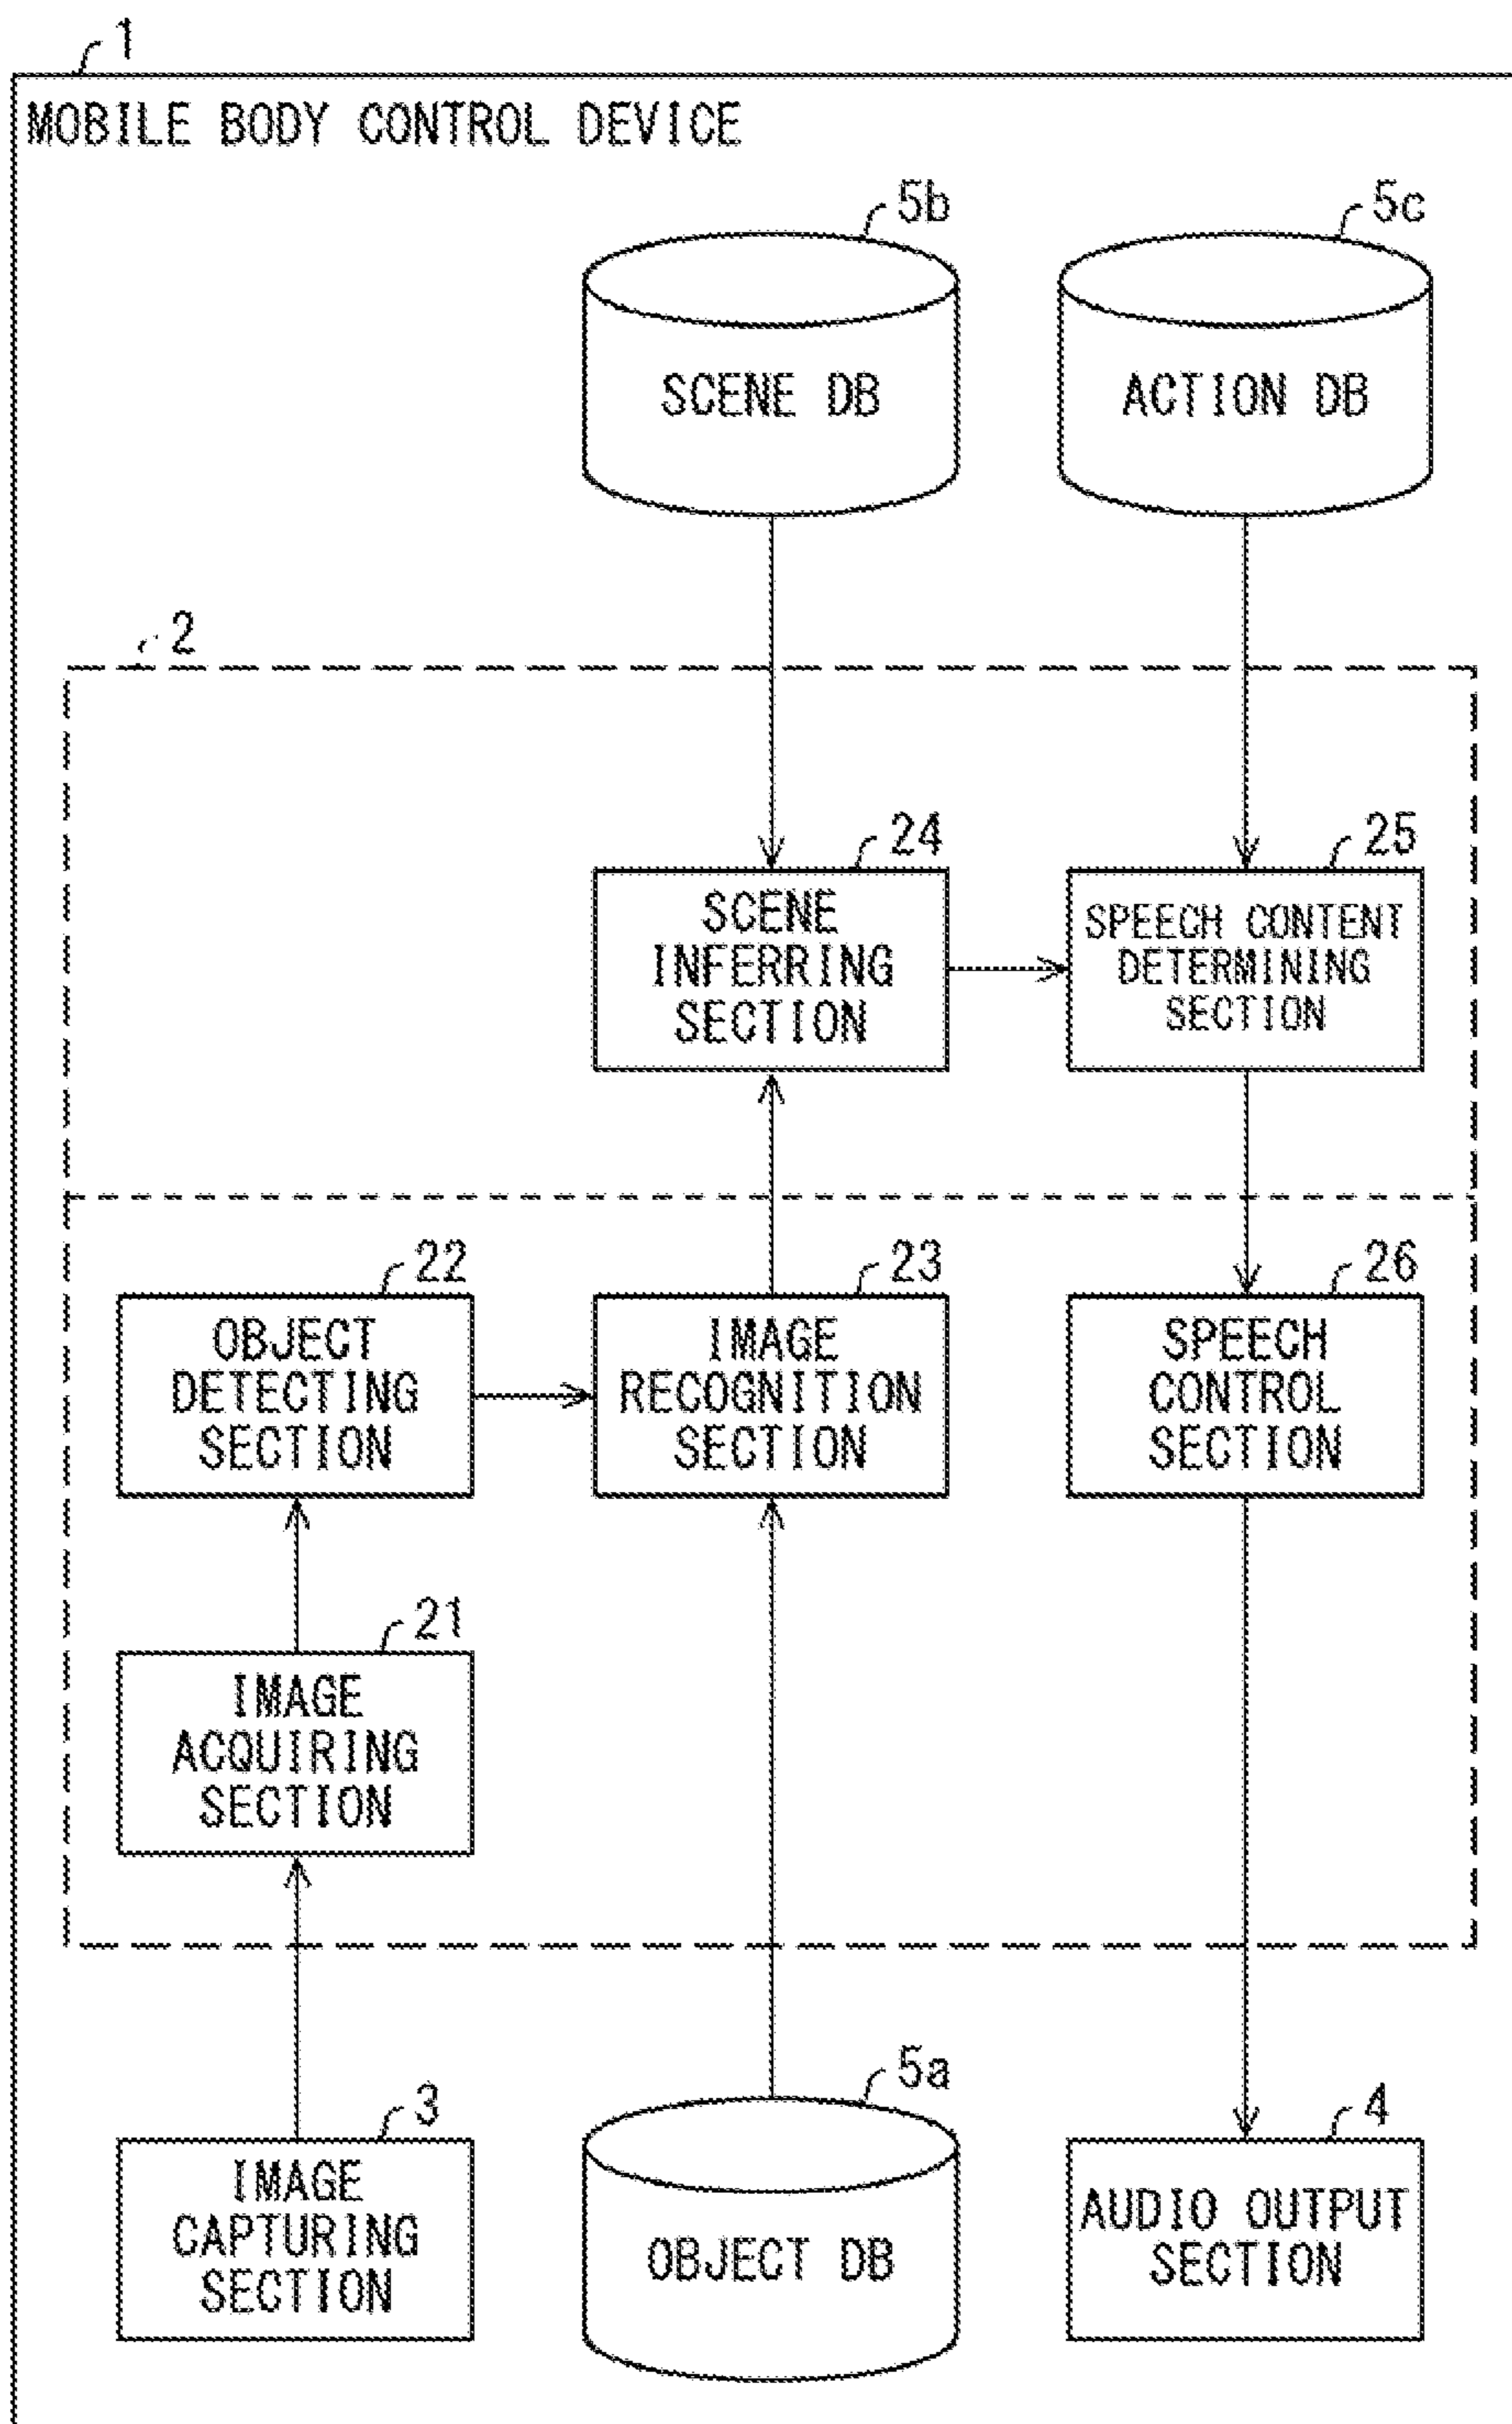 1
MOBILE BODY CONTROL DEVICE
5b
5c
SCENE DB
ACTION DB
2
24
25
SCENE
INFERRING
SECTION
SPEECH CONTENT
DETERMINING
SECTION
22
23
26
OBJECT
DETECTING
SECTION
IMAGE
RECOGNITION
SECTION
SPEECH
CONTROL
SECTION
21
IMAGE
ACQUIRING
SECTION
5a
3
4
IMAGE
CAPTURING
SECTION
OBJECT DB
AUDIO OUTPUT
SECTION